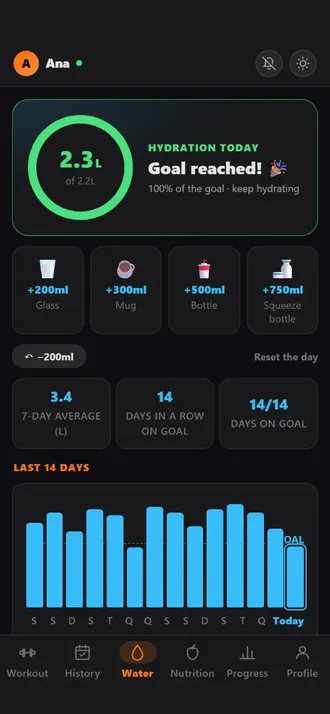 A Ana
2.3L
of 2.2L
HYDRATION TODAY
Goal reached! 🎉
100% of the goal · keep hydrating
+200ml
Glass
+300ml
Mug
+500ml
Bottle
+750ml
Squeeze
bottle
↶ −200ml
Reset the day
3.4
7-DAY AVERAGE
(L)
14
DAYS IN A ROW
ON GOAL
14/14
DAYS ON GOAL
LAST 14 DAYS
OAL
S S D S T Q Q S S D S T Q Today
Workout History Water Nutrition Progress Profile